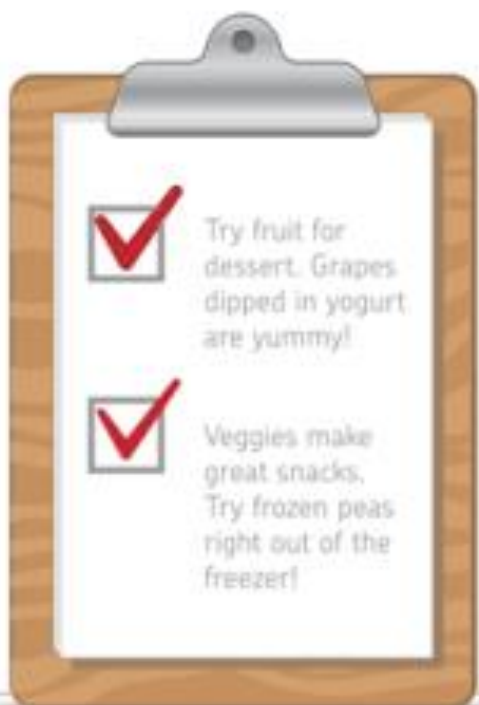 Try fruit for
dessert. Grapes
dipped in yogurt
are yummy!
Veggies make
great snacks.
Try frozen peas
right out of the
freezer!